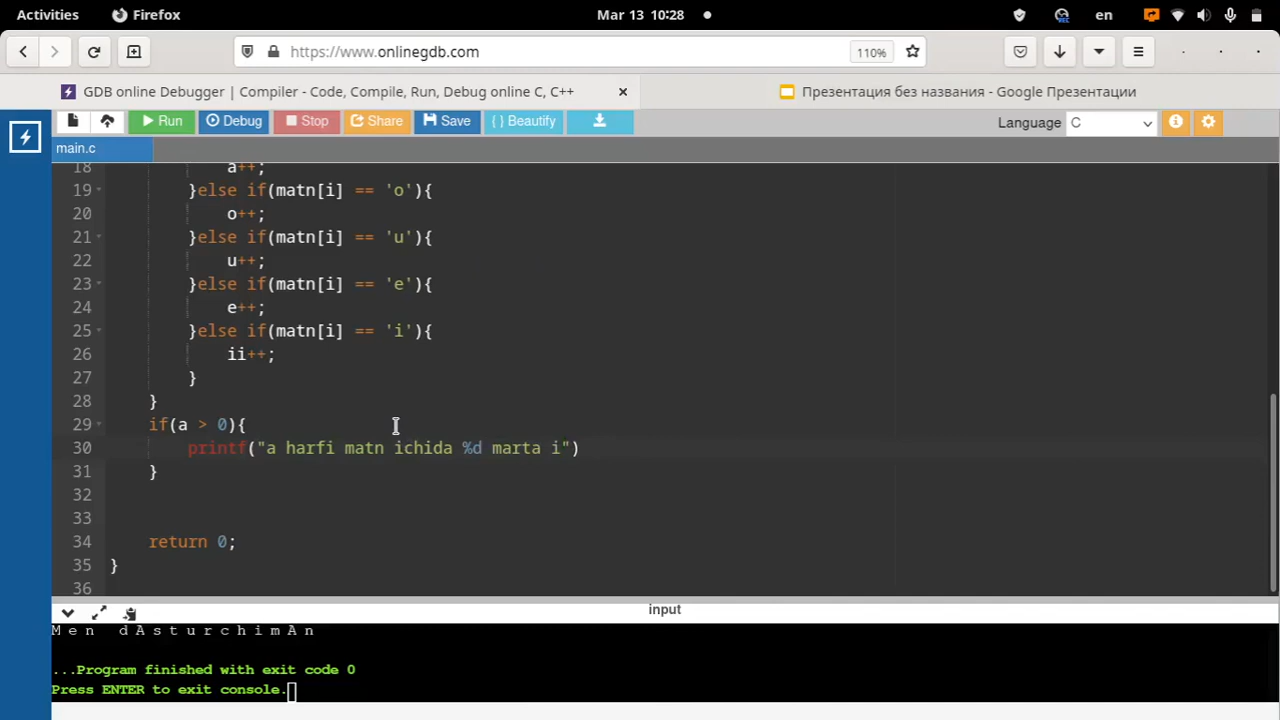 Activities Firefox Mar 13 10:28 en
https://www.onlinegdb.com 110%
GDB online Debugger | Compiler - Code, Compile, Run, Debug online C, C++ Презентация без названия - Google Презентации
Run Debug Stop Share Save { } Beautify Language C
main.c
18 a++;
19 }else if(matn[i] == 'o'){
20 o++;
21 }else if(matn[i] == 'u'){
22 u++;
23 }else if(matn[i] == 'e'){
24 e++;
25 }else if(matn[i] == 'i'){
26 ii++;
27 }
28 }
29 if(a > 0){
30 printf("a harfi matn ichida %d marta i")
31 }
32
33
34 return 0;
35 }
36
input
M e n d A s t u r c h i m A n
...Program finished with exit code 0
Press ENTER to exit console.